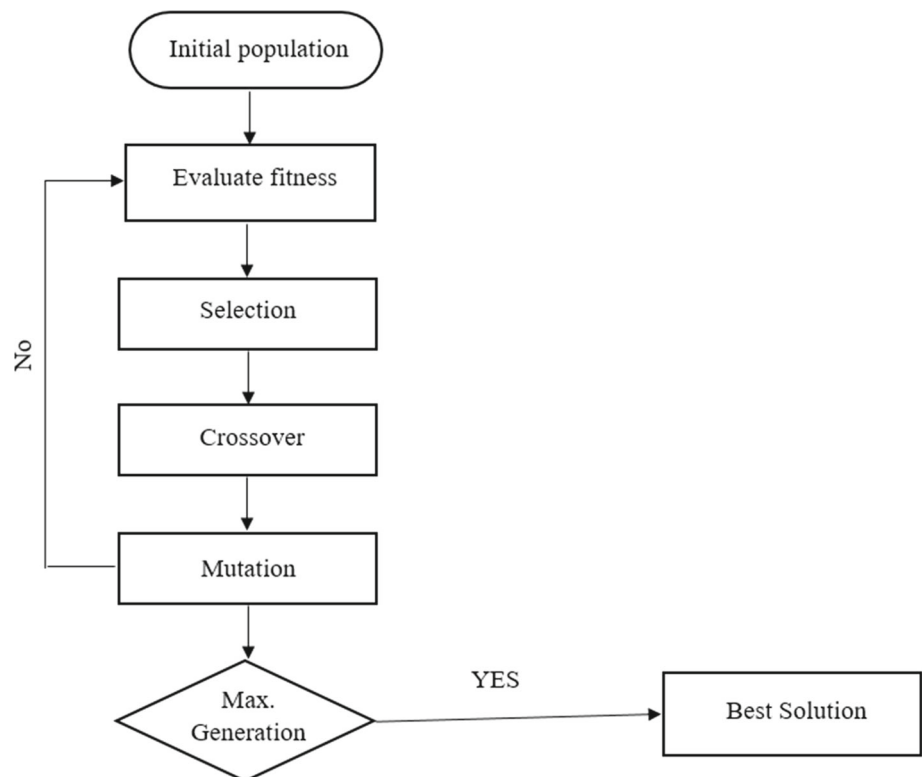 Initial population
Evaluate fitness
Selection
No
Crossover
Mutation
Max.
Generation
YES
Best Solution